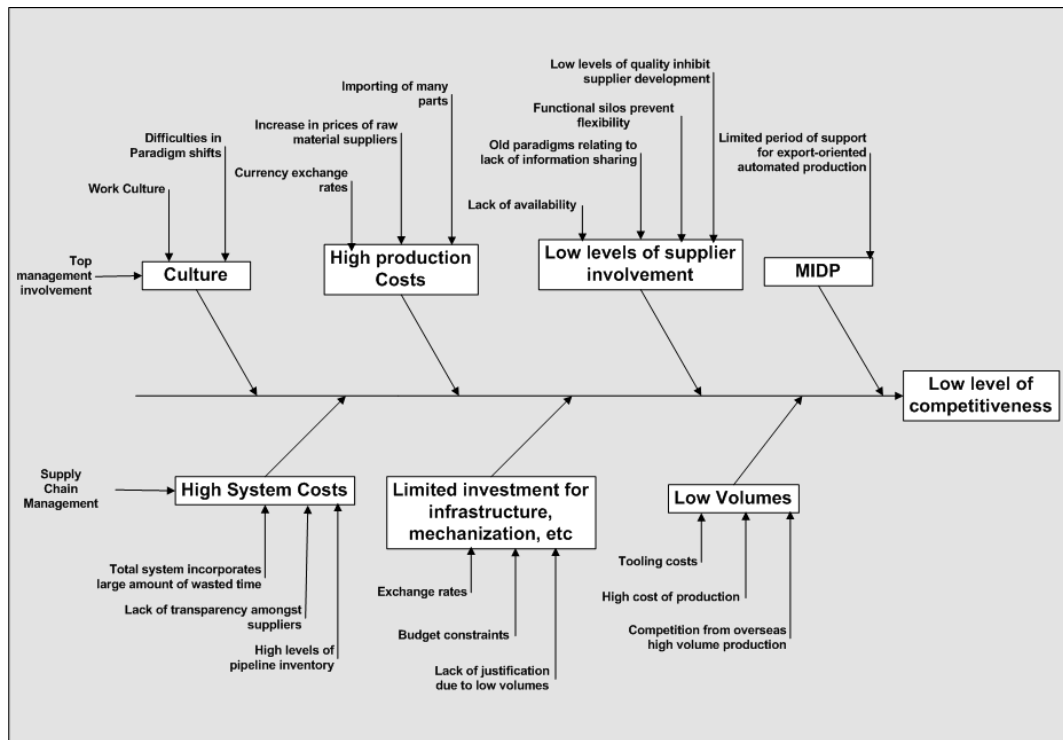 Low levels of quality inhibit
supplier development
Importing of many
parts
Functional silos prevent
flexibility
Difficulties in
Paradigm shifts
Increase in prices of raw
material suppliers
Old paradigms relating to
lack of information sharing
Limited period of support
for export-oriented
automated production
Work Culture
Currency exchange
rates
Lack of availability
Top
management
involvement
Culture
High production
Costs
Low levels of supplier
involvement
MIDP
Low level of
competitiveness
Supply
Chain
Management
High System Costs
Limited investment for
infrastructure,
mechanization, etc
Low Volumes
Total system incorporates
large amount of wasted time
Lack of transparency amongst
suppliers
High levels of
pipeline inventory
Exchange rates
Budget constraints
Lack of justification
due to low volumes
Tooling costs
High cost of production
Competition from overseas
high volume production